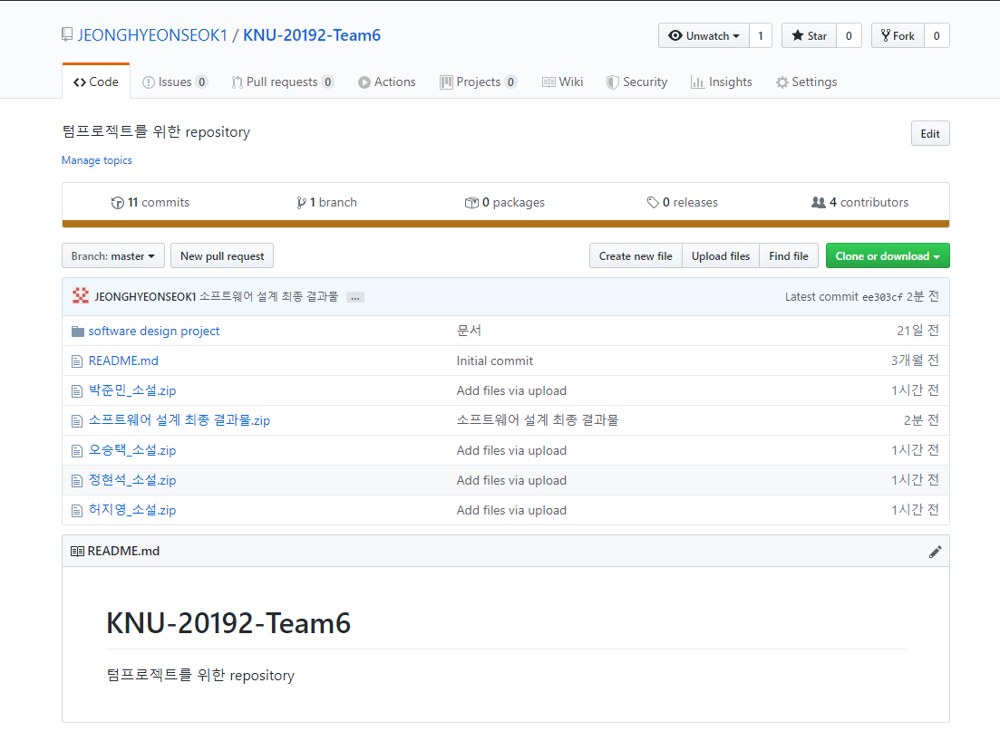 JEONGHYEONSEOK1 / KNU-20192-Team6
Unwatch 1 Star 0 Fork 0
Code Issues 0 Pull requests 0 Actions Projects 0 Wiki Security Insights Settings
텀프로젝트를 위한 repository
Edit
Manage topics
11 commits 1 branch 0 packages 0 releases 4 contributors
Branch: master New pull request Create new file Upload files Find file Clone or download
JEONGHYEONSEOK1 소프트웨어 설계 최종 결과물 ... Latest commit ee303cf 2분 전
software design project 문서 21일 전
README.md Initial commit 3개월 전
박준민_소설.zip Add files via upload 1시간 전
소프트웨어 설계 최종 결과물.zip 소프트웨어 설계 최종 결과물 2분 전
오승택_소설.zip Add files via upload 1시간 전
정현석_소설.zip Add files via upload 1시간 전
허지영_소설.zip Add files via upload 1시간 전
README.md
KNU-20192-Team6
텀프로젝트를 위한 repository